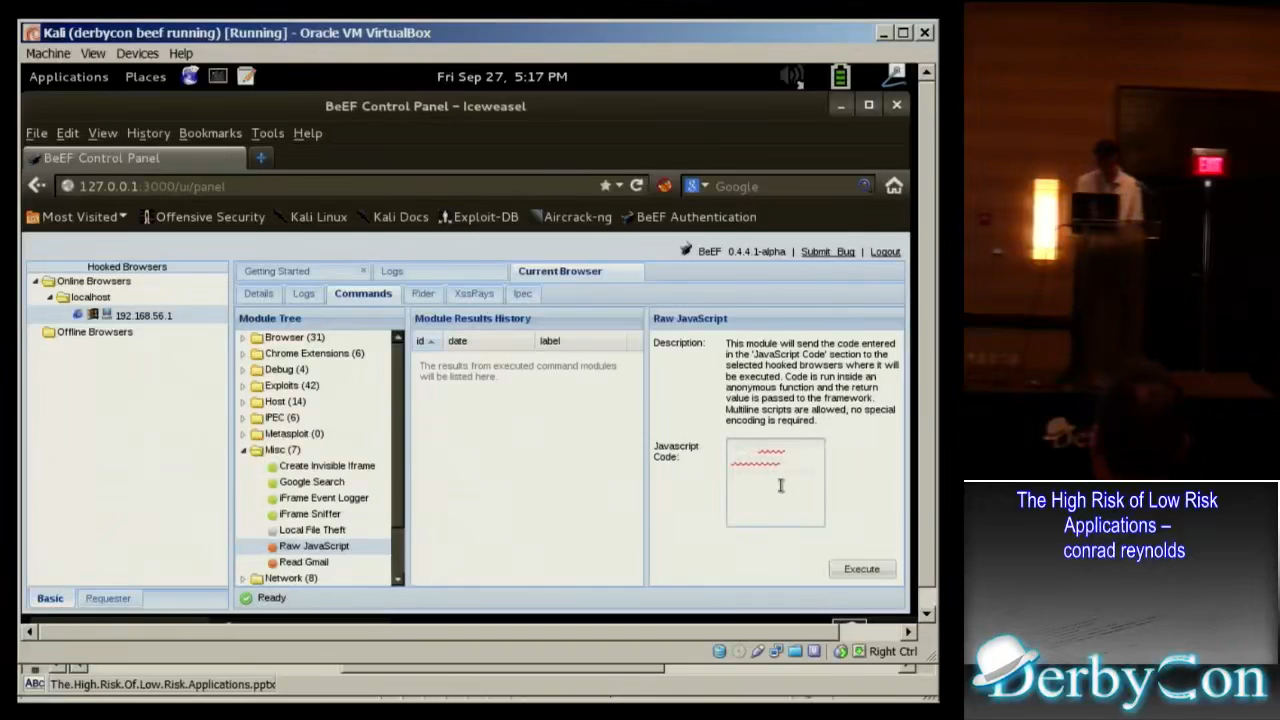 Kali (derbycon beef running) [Running] - Oracle VM VirtualBox
Machine View Devices Help
Applications Places Fri Sep 27, 5:17 PM
BeEF Control Panel - Iceweasel
File Edit View History Bookmarks Tools Help
BeEF Control Panel
127.0.0.1:3000/ui/panel
Google
Most Visited Offensive Security Kali Linux Kali Docs Exploit-DB Aircrack-ng BeEF Authentication
BeEF 0.4.4.1-alpha | Submit Bug | Logout
Hooked Browsers
Online Browsers
localhost
192.168.56.1
Offline Browsers
Basic Requester
Getting Started Logs Current Browser
Details Logs Commands Rider XssRays Ipec
Module Tree
Browser (31)
Chrome Extensions (6)
Debug (4)
Exploits (42)
Host (14)
IPEC (6)
Metasploit (0)
Misc (7)
Create Invisible Iframe
Google Search
iFrame Event Logger
iFrame Sniffer
Local File Theft
Raw JavaScript
Read Gmail
Network (8)
Module Results History
id date label
The results from executed command modules
will be listed here.
Raw JavaScript
Description: This module will send the code entered
in the 'JavaScript Code' section to the
selected hooked browsers where it will
be executed. Code is run inside an
anonymous function and the return
value is passed to the framework.
Multiline scripts are allowed, no special
encoding is required.
Javascript
Code:
Execute
Ready
Right Ctrl
ABC The.High.Risk.Of.Low.Risk.Applications.pptx
The High Risk of Low Risk
Applications –
conrad reynolds
DerbyCon